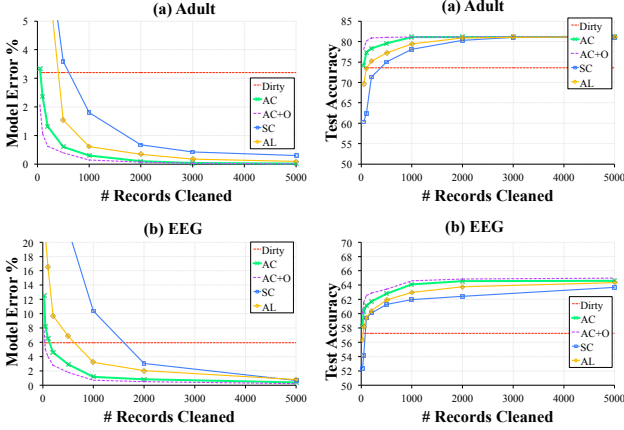 (a) Adult
Model Error %
5
4
3
2
1
0
0 1000 2000 3000 4000 5000
# Records Cleaned
Dirty
AC
AC+O
SC
AL
(a) Adult
Test Accuracy
85
80
75
70
65
60
55
50
0 1000 2000 3000 4000 5000
# Records Cleaned
Dirty
AC
AC+O
SC
AL
(b) EEG
Model Error %
20
18
16
14
12
10
8
6
4
2
0
0 1000 2000 3000 4000 5000
# Records Cleaned
Dirty
AC
AC+O
SC
AL
(b) EEG
Test Accuracy
70
68
66
64
62
60
58
56
54
52
50
0 1000 2000 3000 4000 5000
# Records Cleaned
Dirty
AC
AC+O
SC
AL